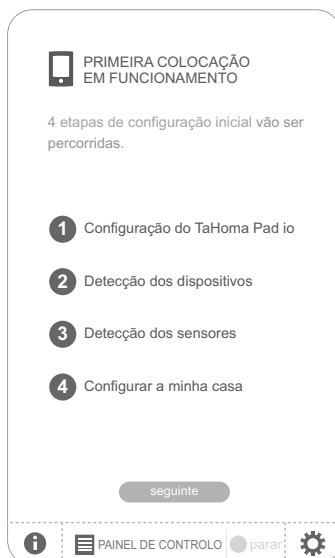 PRIMEIRA COLOCAÇÃO
EM FUNCIONAMENTO
4 etapas de configuração inicial vão ser
percorridas.
1 Configuração do TaHoma Pad io
2 Detecção dos dispositivos
3 Detecção dos sensores
4 Configurar a minha casa
seguinte
i PAINEL DE CONTROLO parar